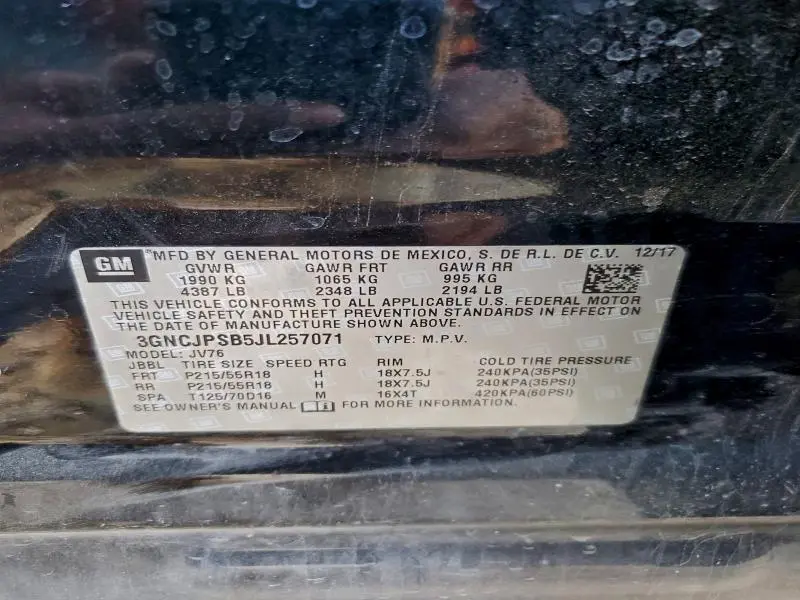 GM ®MFD BY GENERAL MOTORS DE MEXICO, S. DE R.L. DE C.V. 12/17
GVWR GAWR FRT GAWR RR
1990 KG 1065 KG 995 KG
4387 LB 2348 LB 2194 LB
THIS VEHICLE CONFORMS TO ALL APPLICABLE U.S. FEDERAL MOTOR
VEHICLE SAFETY AND THEFT PREVENTION STANDARDS IN EFFECT ON
THE DATE OF MANUFACTURE SHOWN ABOVE.
3GNCJPSB5JL257071 TYPE: M.P.V.
MODEL: JV76
JBBL TIRE SIZE SPEED RTG RIM COLD TIRE PRESSURE
FRT P215/55R18 H 18X7.5J 240KPA(35PSI)
RR P215/55R18 H 18X7.5J 240KPA(35PSI)
SPA T125/70D16 M 16X4T 420KPA(60PSI)
SEE OWNER'S MANUAL FOR MORE INFORMATION.